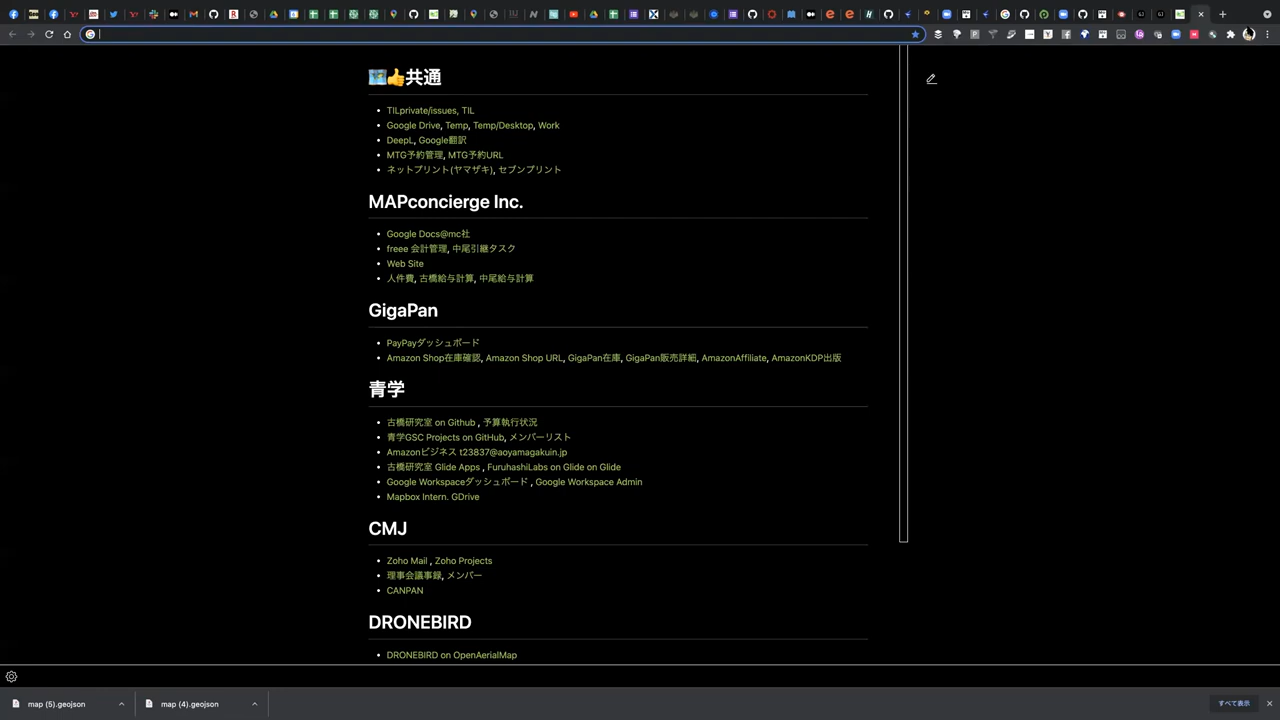 🗺️👍共通
TILprivate/issues, TIL
Google Drive, Temp, Temp/Desktop, Work
DeepL, Google翻訳
MTG予約管理, MTG予約URL
ネットプリント(ヤマザキ), セブンプリント
MAPconcierge Inc.
Google Docs@mc社
freee 会計管理, 中尾引継タスク
Web Site
人件費, 古橋給与計算, 中尾給与計算
GigaPan
PayPayダッシュボード
Amazon Shop在庫確認, Amazon Shop URL, GigaPan在庫, GigaPan販売詳細, AmazonAffiliate, AmazonKDP出版
青学
古橋研究室 on Github , 予算執行状況
青学GSC Projects on GitHub, メンバーリスト
Amazonビジネス t23837@aoyamagakuin.jp
古橋研究室 Glide Apps , FuruhashiLabs on Glide on Glide
Google Workspaceダッシュボード , Google Workspace Admin
Mapbox Intern. GDrive
CMJ
Zoho Mail , Zoho Projects
理事会議事録, メンバー
CANPAN
DRONEBIRD
DRONEBIRD on OpenAerialMap
map (5).geojson
map (4).geojson
すべて表示